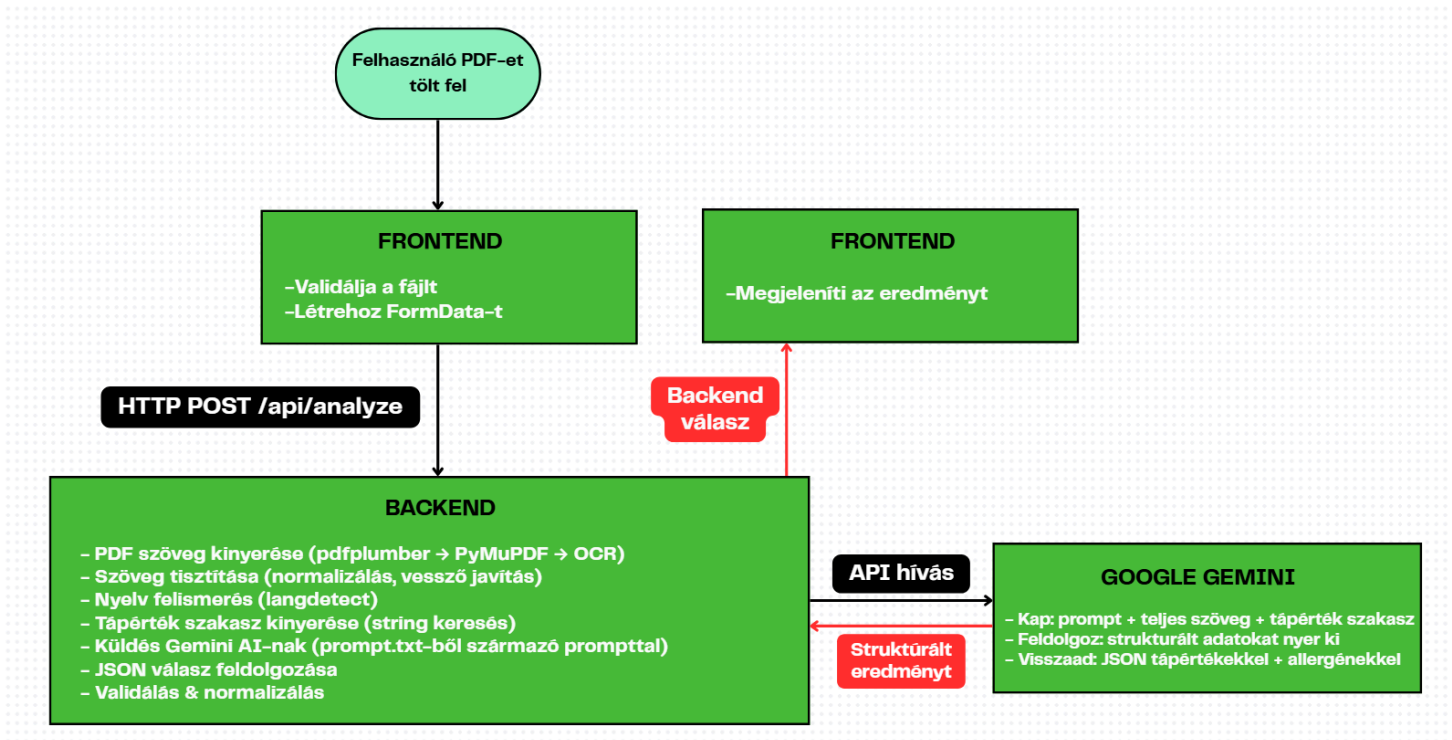 Felhasználó PDF-et
tölt fel
FRONTEND
-Validálja a fájlt
-Létrehoz FormData-t
FRONTEND
-Megjeleníti az eredményt
HTTP POST /api/analyze
Backend
válasz
BACKEND
- PDF szöveg kinyerése (pdfplumber → PyMuPDF → OCR)
- Szöveg tisztítása (normalizálás, vessző javítás)
- Nyelv felismerés (langdetect)
- Tápérték szakasz kinyerése (string keresés)
- Küldés Gemini AI-nak (prompt.txt-ből származó prompttal)
- JSON válasz feldolgozása
- Validálás & normalizálás
API hívás
Struktúrált
eredményt
GOOGLE GEMINI
- Kap: prompt + teljes szöveg + tápérték szakasz
- Feldolgoz: strukturált adatokat nyer ki
- Visszaad: JSON tápértékekkel + allergénekkel